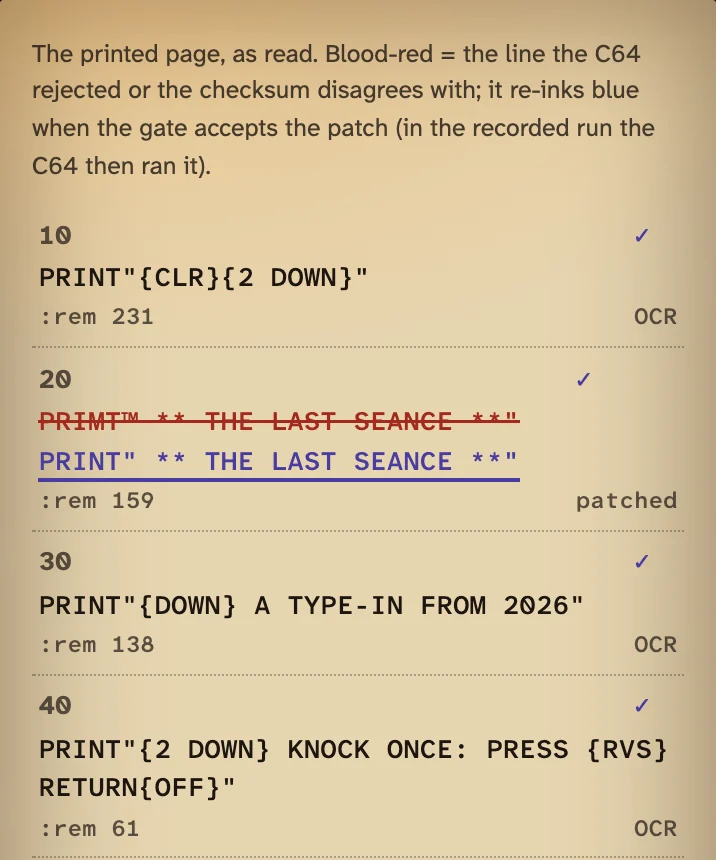 The printed page, as read. Blood-red = the line the C64
rejected or the checksum disagrees with; it re-inks blue
when the gate accepts the patch (in the recorded run the
C64 then ran it).
10 ✓
PRINT"{CLR}{2 DOWN}"
:rem 231 OCR
20 ✓
PRIMT™ ** THE LAST SEANCE **"
PRINT" ** THE LAST SEANCE **"
:rem 159 patched
30 ✓
PRINT"{DOWN} A TYPE-IN FROM 2026"
:rem 138 OCR
40 ✓
PRINT"{2 DOWN} KNOCK ONCE: PRESS {RVS}
RETURN{OFF}"
:rem 61 OCR